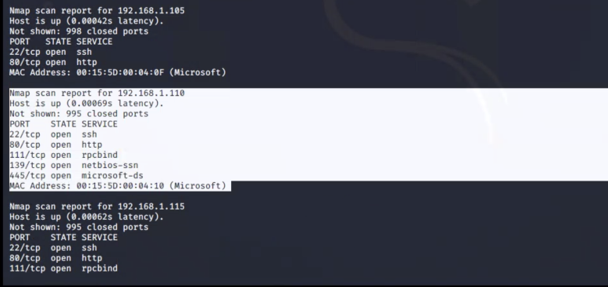 Nmap scan report for 192.168.1.105
Host is up (0.00042s latency).
Not shown: 998 closed ports
PORT   STATE SERVICE
22/tcp open  ssh
80/tcp open  http
MAC Address: 00:15:5D:00:04:0F (Microsoft)
Nmap scan report for 192.168.1.110
Host is up (0.00069s latency).
Not shown: 995 closed ports
PORT    STATE SERVICE
22/tcp  open  ssh
80/tcp  open  http
111/tcp open  rpcbind
139/tcp open  netbios-ssn
445/tcp open  microsoft-ds
MAC Address: 00:15:5D:00:04:10 (Microsoft)
Nmap scan report for 192.168.1.115
Host is up (0.00062s latency).
Not shown: 995 closed ports
PORT    STATE SERVICE
22/tcp  open  ssh
80/tcp  open  http
111/tcp open  rpcbind